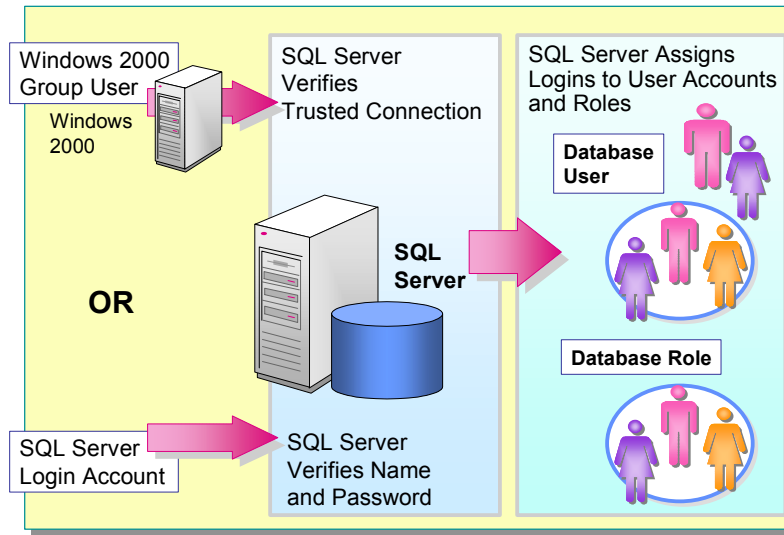 Windows 2000
Group User
Windows
2000
OR
SQL Server
Login Account
SQL Server
Verifies
Trusted Connection
SQL
Server
SQL Server
Verifies Name
and Password
SQL Server Assigns
Logins to User Accounts
and Roles
Database
User
Database Role